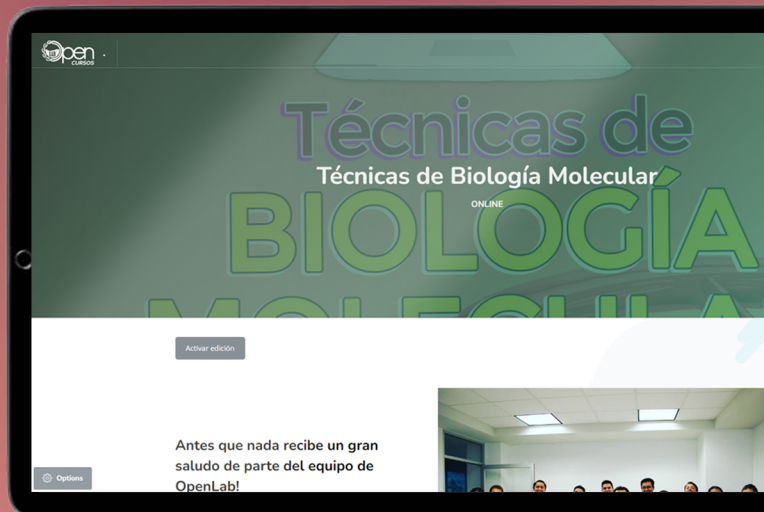 Open
CURSOS
Técnicas de
Técnicas de Biología Molecular
ONLINE
BIOLOGÍA
MOLECULA
Activar edición
Antes que nada recibe un gran
saludo de parte del equipo de
OpenLab!
Options